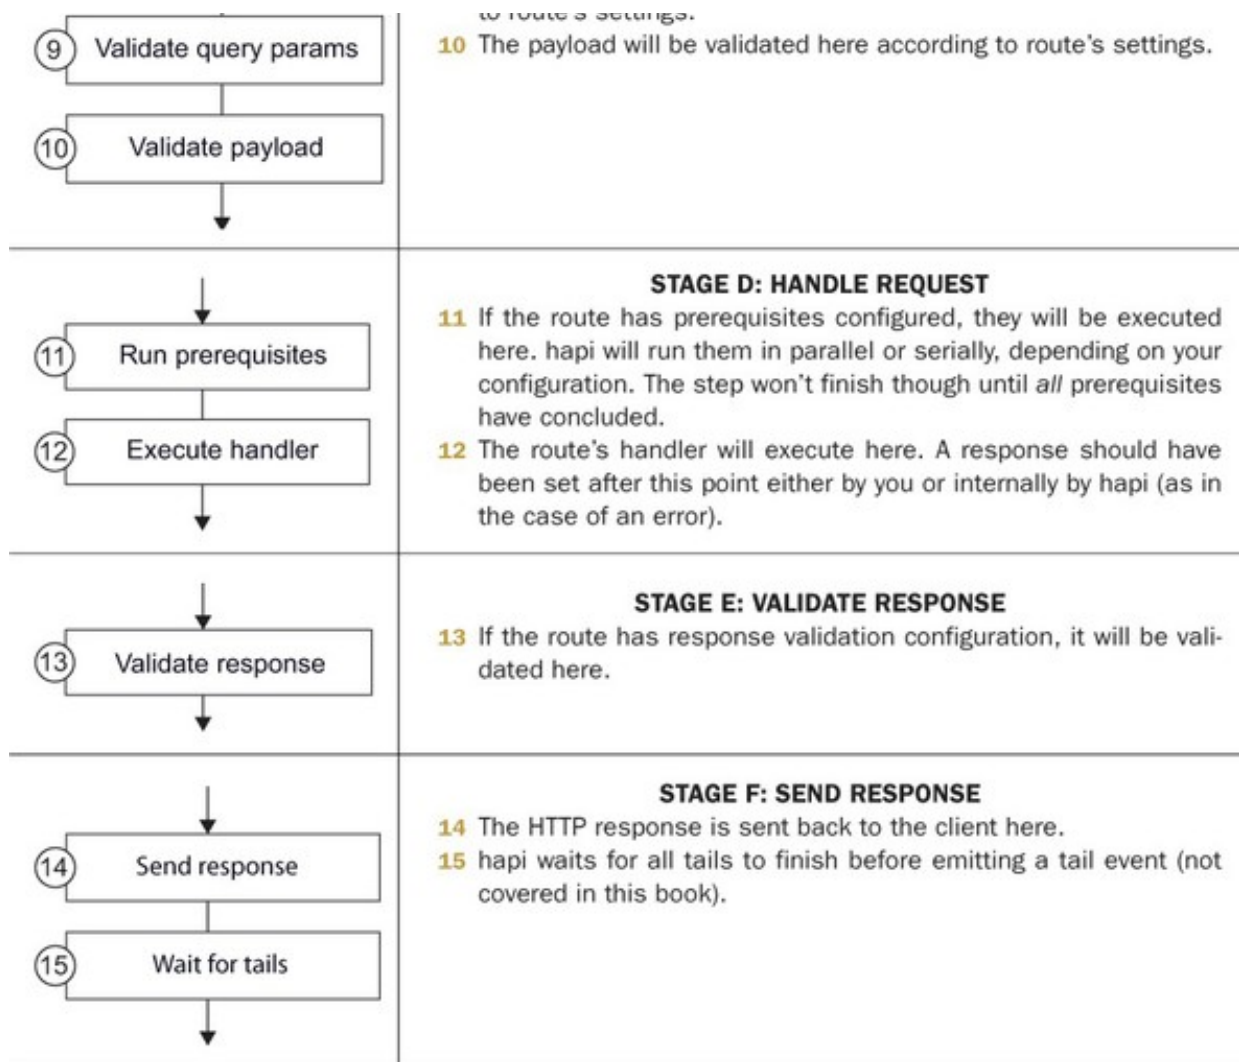 9 Validate query params
10 Validate payload
to route's settings.
10 The payload will be validated here according to route's settings.
11 Run prerequisites
12 Execute handler
STAGE D: HANDLE REQUEST
11 If the route has prerequisites configured, they will be executed
here. hapi will run them in parallel or serially, depending on your
configuration. The step won't finish though until all prerequisites
have concluded.
12 The route's handler will execute here. A response should have
been set after this point either by you or internally by hapi (as in
the case of an error).
13 Validate response
STAGE E: VALIDATE RESPONSE
13 If the route has response validation configuration, it will be vali-
dated here.
14 Send response
15 Wait for tails
STAGE F: SEND RESPONSE
14 The HTTP response is sent back to the client here.
15 hapi waits for all tails to finish before emitting a tail event (not
covered in this book).